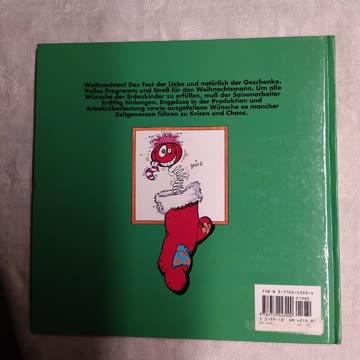 Weihnachten! Das Fest der Liebe und natürlich der Geschenke.
Volles Programm und Streß für den Weihnachtsmann. Um alle
Wünsche der Erdenkinder zu erfüllen, muß der Saisonarbeiter
kräftig hinlangen. Engpässe in der Produktion und
Arbeitsüberlastung sowie ausgefallene Wünsche so mancher
Zeitgenossen führen zu Krisen und Chaos.
01980